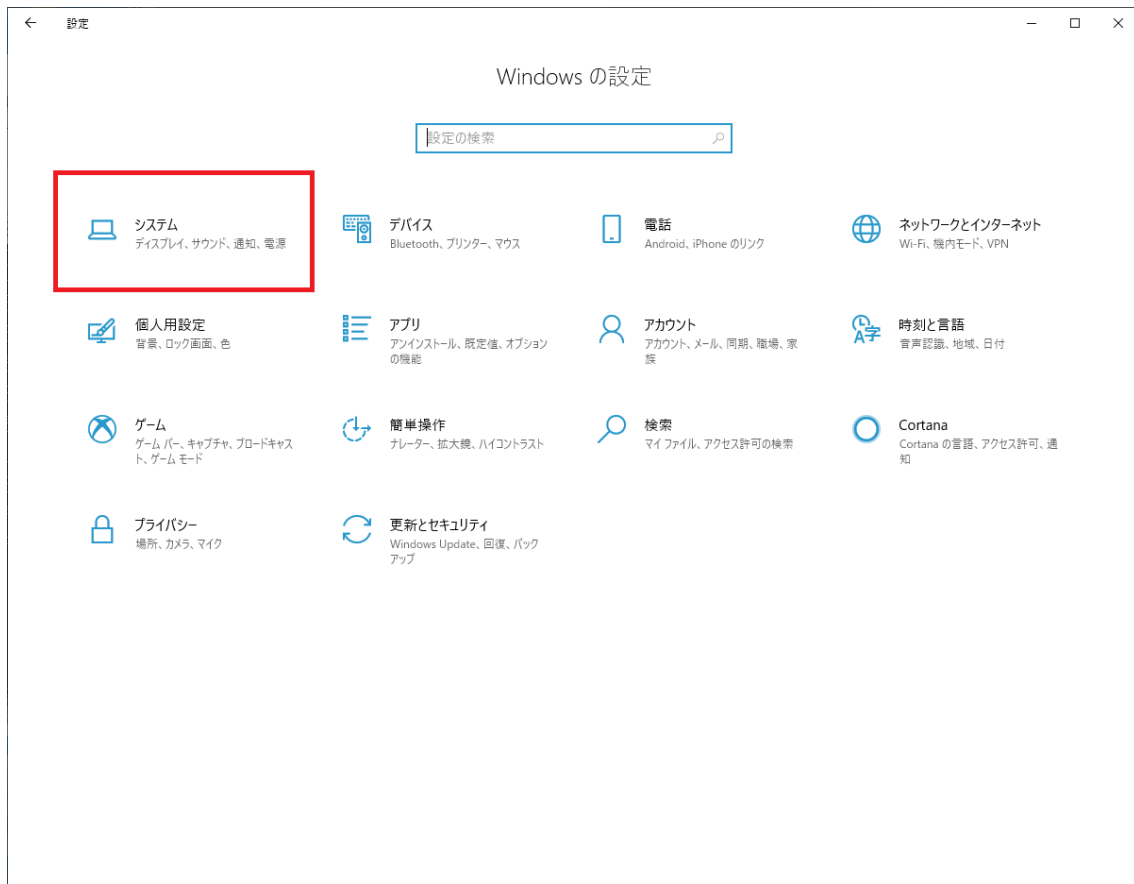 設定
Windows の設定
設定の検索
システム
ディスプレイ、サウンド、通知、電源
デバイス
Bluetooth、プリンター、マウス
電話
Android、iPhone のリンク
ネットワークとインターネット
Wi-Fi、機内モード、VPN
個人用設定
背景、ロック画面、色
アプリ
アンインストール、既定値、オプション
の機能
アカウント
アカウント、メール、同期、職場、家
族
時刻と言語
音声認識、地域、日付
ゲーム
ゲーム バー、キャプチャ、ブロードキャス
ト、ゲーム モード
簡単操作
ナレーター、拡大鏡、ハイコントラスト
検索
マイ ファイル、アクセス許可の検索
Cortana
Cortana の言語、アクセス許可、通
知
プライバシー
場所、カメラ、マイク
更新とセキュリティ
Windows Update、回復、バック
アップ